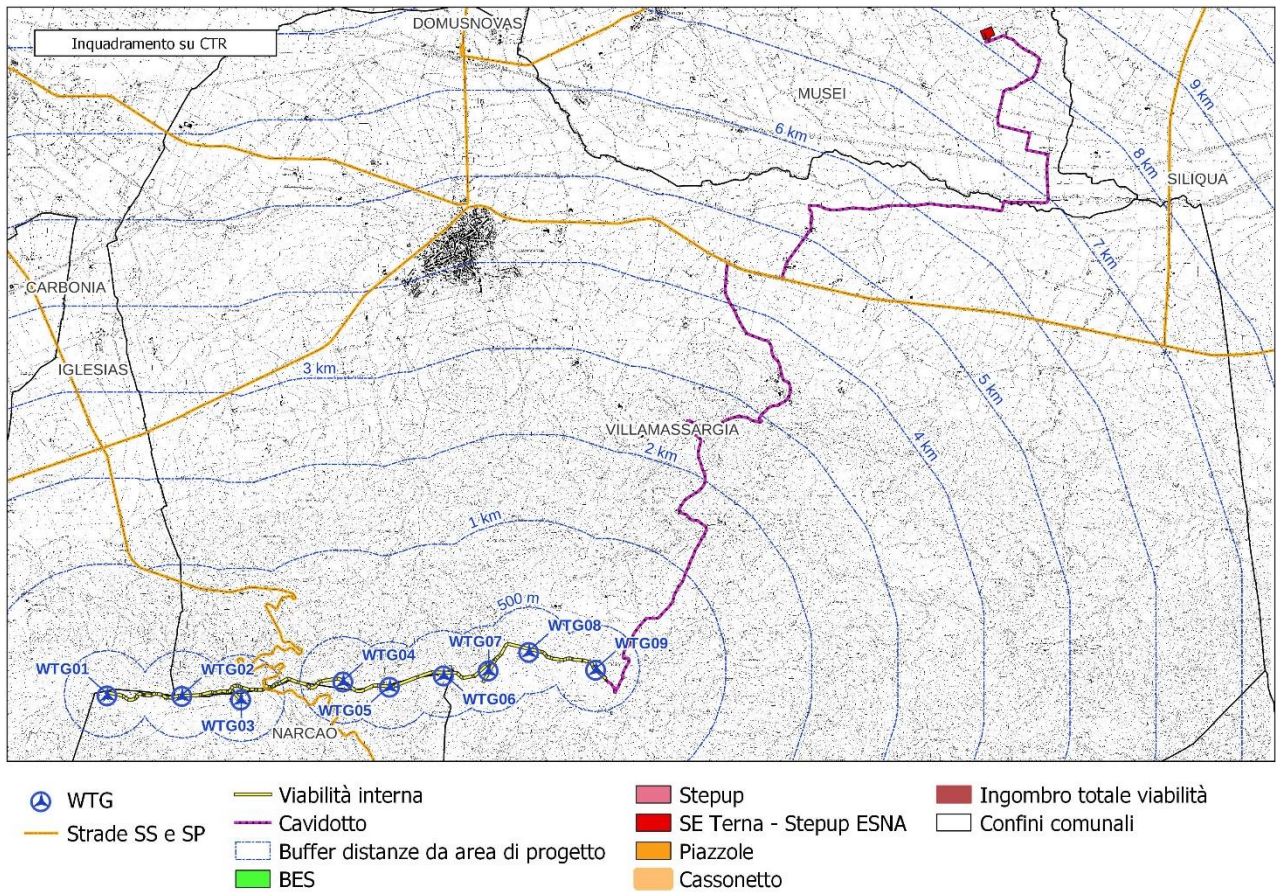 DOMUSNOVAS
Inquadramento su CTR
9 km
MUSEI
6 km
8 km
SILIQUA
7 km
CARBONIA
IGLESIAS
3 km
5 km
VILLAMASSARGIA
4 km
2 km
1 km
500 m
WTG08
WTG07
WTG09
WTG04
WTG01
WTG02
WTG06
WTG05
WTG03
NARCAO
WTG
Strade SS e SP
Viabilità interna
Cavidotto
Buffer distanze da area di progetto
BES
Stepup
SE Terna - Stepup ESNA
Piazzole
Cassonetto
Ingombro totale viabilità
Confini comunali